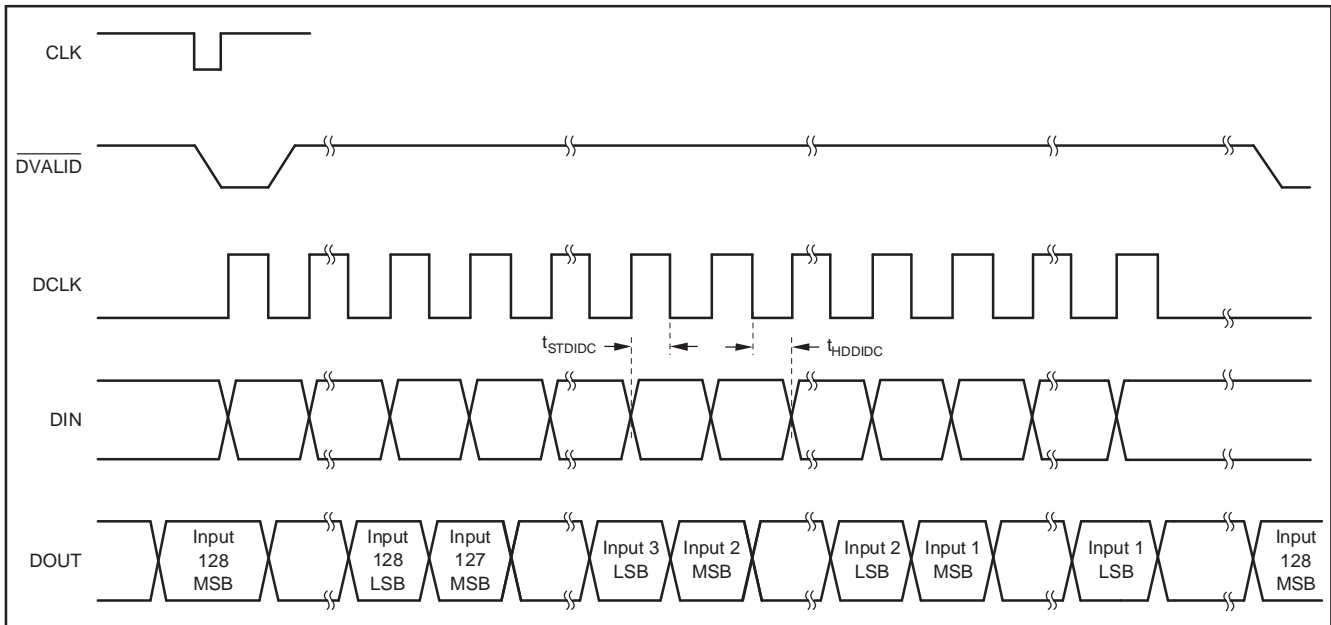 CLK
DVALID
DCLK
tSTDIDC
tHDDIDC
DIN
DOUT
Input
128
MSB
Input
128
LSB
Input
127
MSB
Input 3
LSB
Input 2
MSB
Input 2
LSB
Input 1
MSB
Input 1
LSB
Input
128
MSB